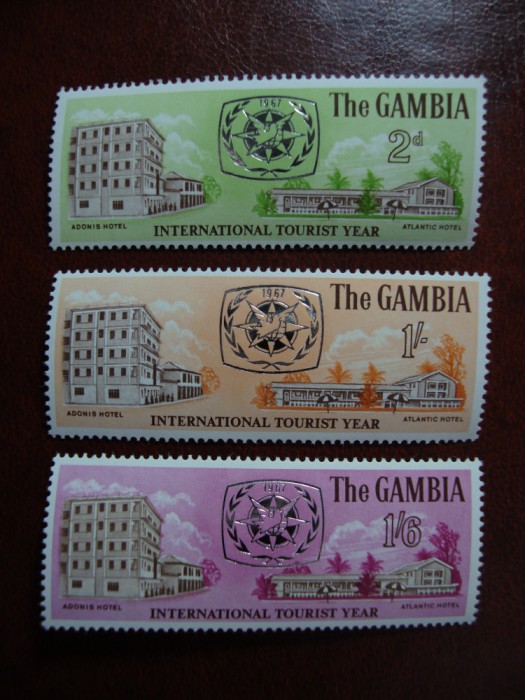 1967
The GAMBIA
2d
ADONIS HOTEL
ATLANTIC HOTEL
INTERNATIONAL TOURIST YEAR
1967
The GAMBIA
1/-
ADONIS HOTEL
ATLANTIC HOTEL
INTERNATIONAL TOURIST YEAR
1967
The GAMBIA
1/6
ADONIS HOTEL
ATLANTIC HOTEL
INTERNATIONAL TOURIST YEAR